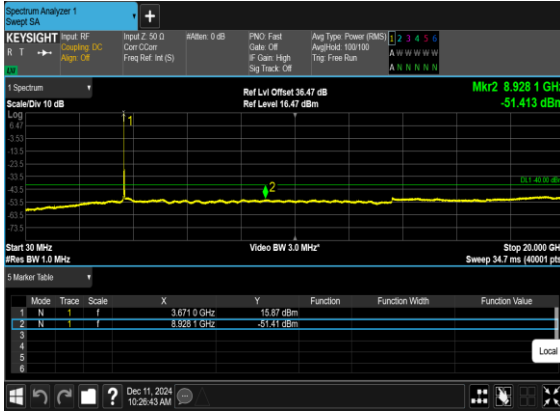 Spectrum Analyzer 1
Swept SA
+
KEYSIGHT Input: RF Input Z: 50 Ω #Atten: 0 dB PNO: Fast Avg Type: Power (RMS) 1 2 3 4 5 6
R T Coupling: DC Corr CCorr Gate: Off Avg|Hold: 100/100 A W W W W W
Align: Off Freq Ref: Int (S) IF Gain: High Trig: Free Run
Sig Track: Off A N N N N N
1 Spectrum Ref Lvl Offset 36.47 dB Mkr2 8.928 1 GHz
Scale/Div 10 dB Ref Level 16.47 dBm -51.413 dBm
Log
6.47
-3.53
-13.5
-23.5
-33.5
-43.5
-53.5
-63.5
-73.5
1
2
DL1 -40.00 dBm
Start 30 MHz Video BW 3.0 MHz* Stop 20.000 GHz
#Res BW 1.0 MHz Sweep 34.7 ms (40001 pts)
5 Marker Table
Mode Trace Scale X Y Function Function Width Function Value
1 N 1 f 3.671 0 GHz 15.87 dBm
2 N 1 f 8.928 1 GHz -51.41 dBm
3
4
5
6
Local
? Dec 11, 2024
10:26:43 AM